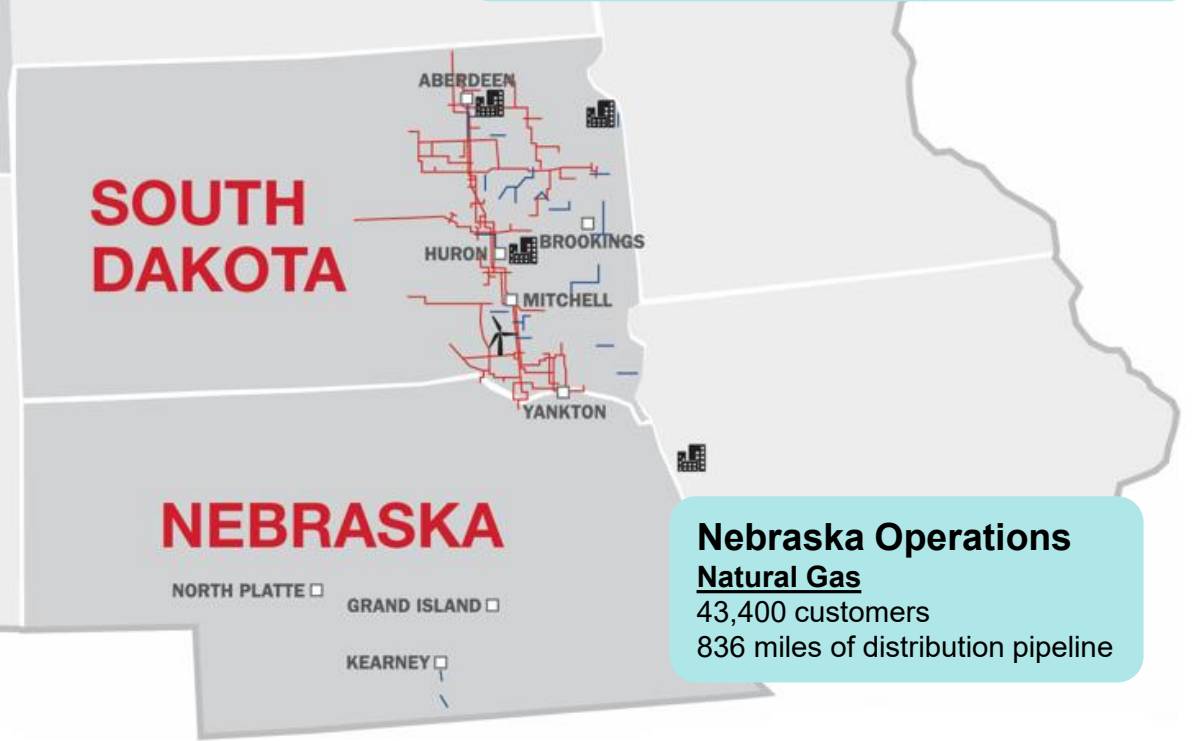 ABERDEEN
SOUTH
DAKOTA
BROOKINGS
HURON
MITCHELL
YANKTON
NEBRASKA
NORTH PLATTE
GRAND ISLAND
KEARNEY
Nebraska Operations
Natural Gas
43,400 customers
836 miles of distribution pipeline